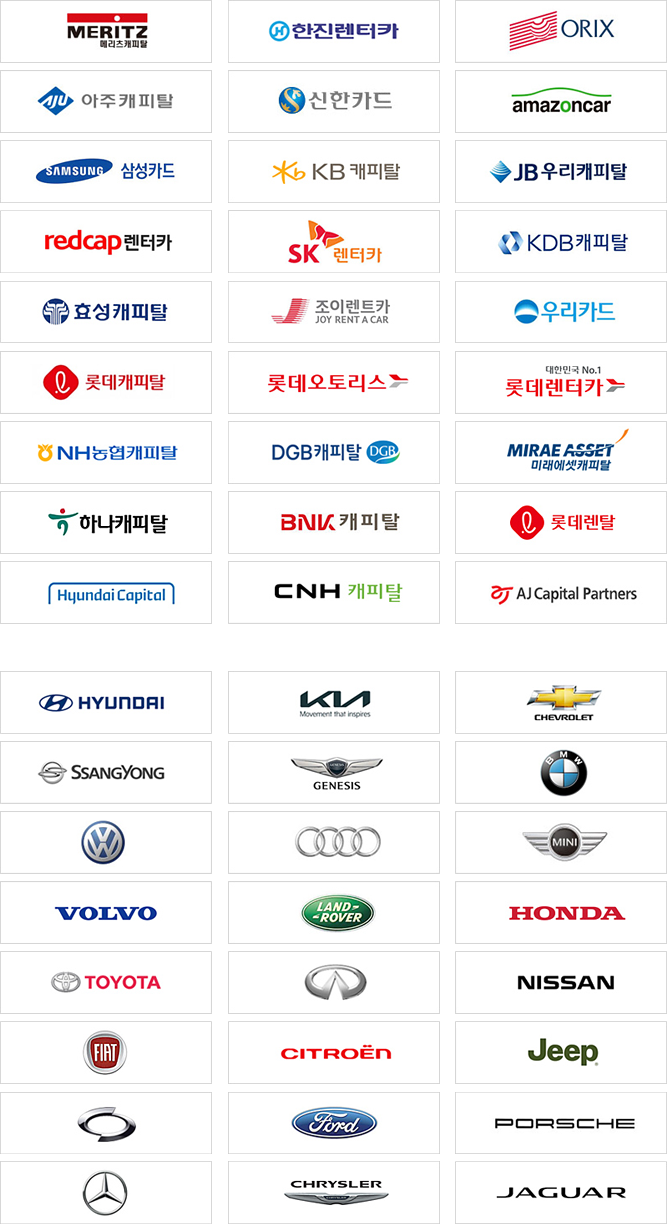 MERITZ
메리츠캐피탈
한진렌터카
ORIX
AJU 아주캐피탈
신한카드
amazoncar
SAMSUNG 삼성카드
KB 캐피탈
JB 우리캐피탈
redcap 렌터카
SK 렌터카
KDB캐피탈
효성캐피탈
조이렌트카
JOY RENT A CAR
우리카드
롯데캐피탈
롯데오토리스
대한민국 No.1
롯데렌터카
NH농협캐피탈
DGB캐피탈 DGB
MIRAE ASSET
미래에셋캐피탈
하나캐피탈
BNK 캐피탈
롯데렌탈
Hyundai Capital
CNH 캐피탈
AJ Capital Partners
HYUNDAI
KIA
Movement that inspires
CHEVROLET
SSANGYONG
GENESIS
GENESIS
BMW
VW
MINI
VOLVO
LAND-
-ROVER
HONDA
TOYOTA
NISSAN
FIAT
CITROËN
Jeep
Ford
PORSCHE
CHRYSLER
JAGUAR